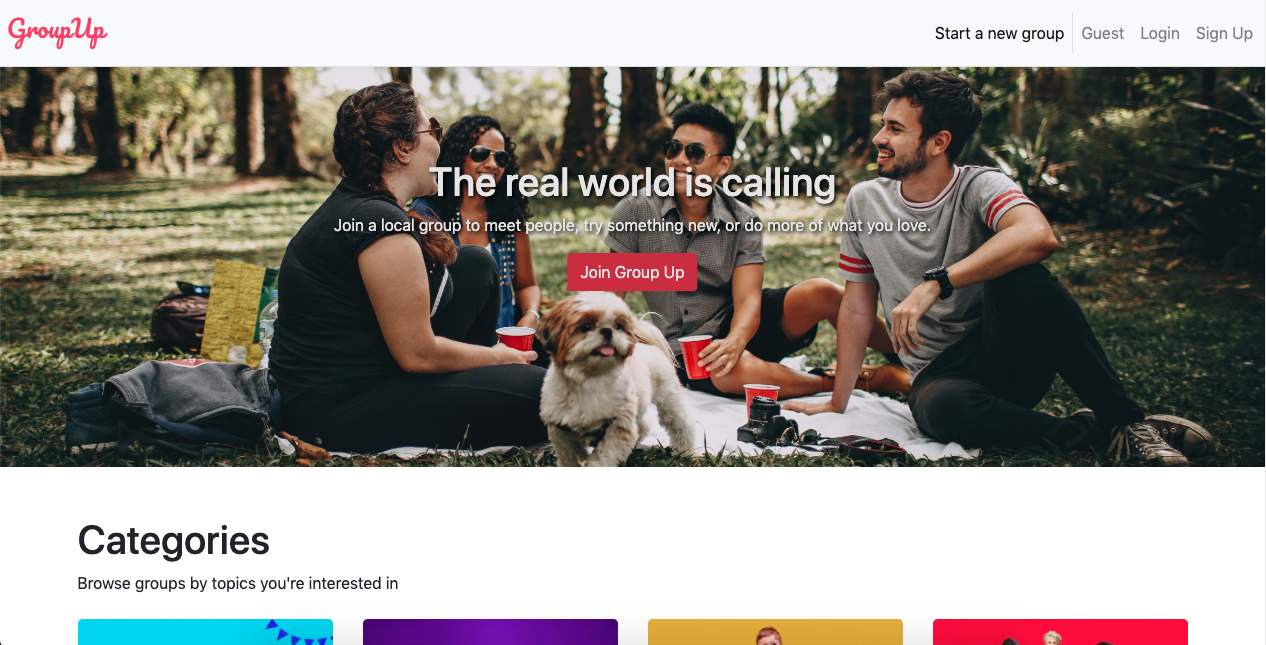 GroupUp
Start a new group Guest Login Sign Up
The real world is calling
Join a local group to meet people, try something new, or do more of what you love.
Join Group Up
Categories
Browse groups by topics you're interested in